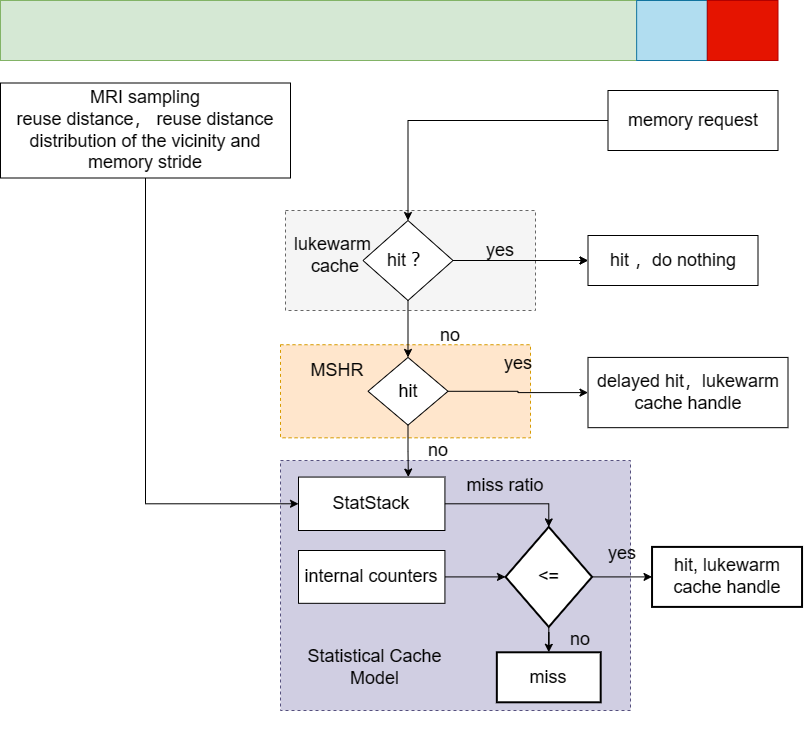 MRI sampling
reuse distance， reuse distance
distribution of the vicinity and
memory stride
memory request
lukewarm
cache
hit ?
yes
hit ，do nothing
no
MSHR
hit
yes
delayed hit，lukewarm
cache handle
no
StatStack
miss ratio
internal counters
<=
yes
hit, lukewarm
cache handle
no
Statistical Cache
Model
miss